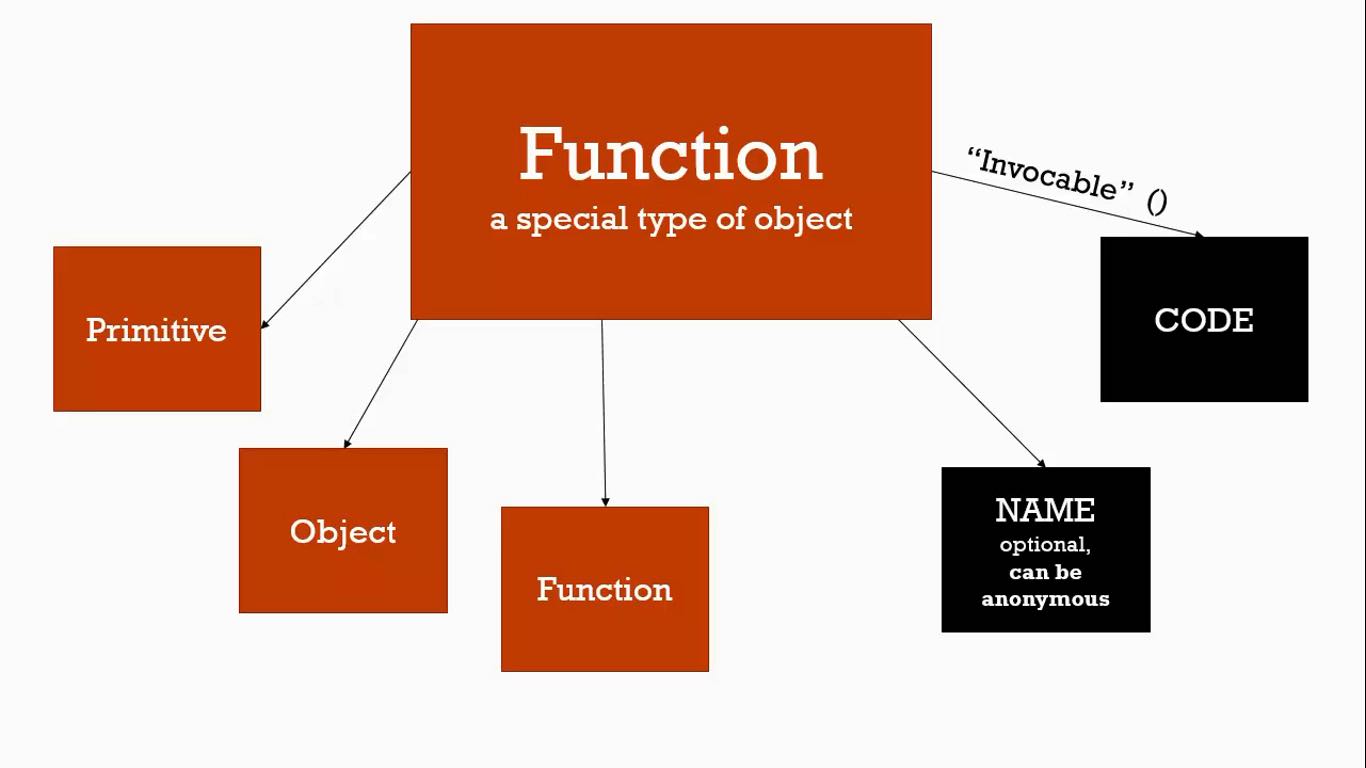 Function
a special type of object
“Invocable” ()
Primitive
CODE
Object
Function
NAME
optional,
can be
anonymous